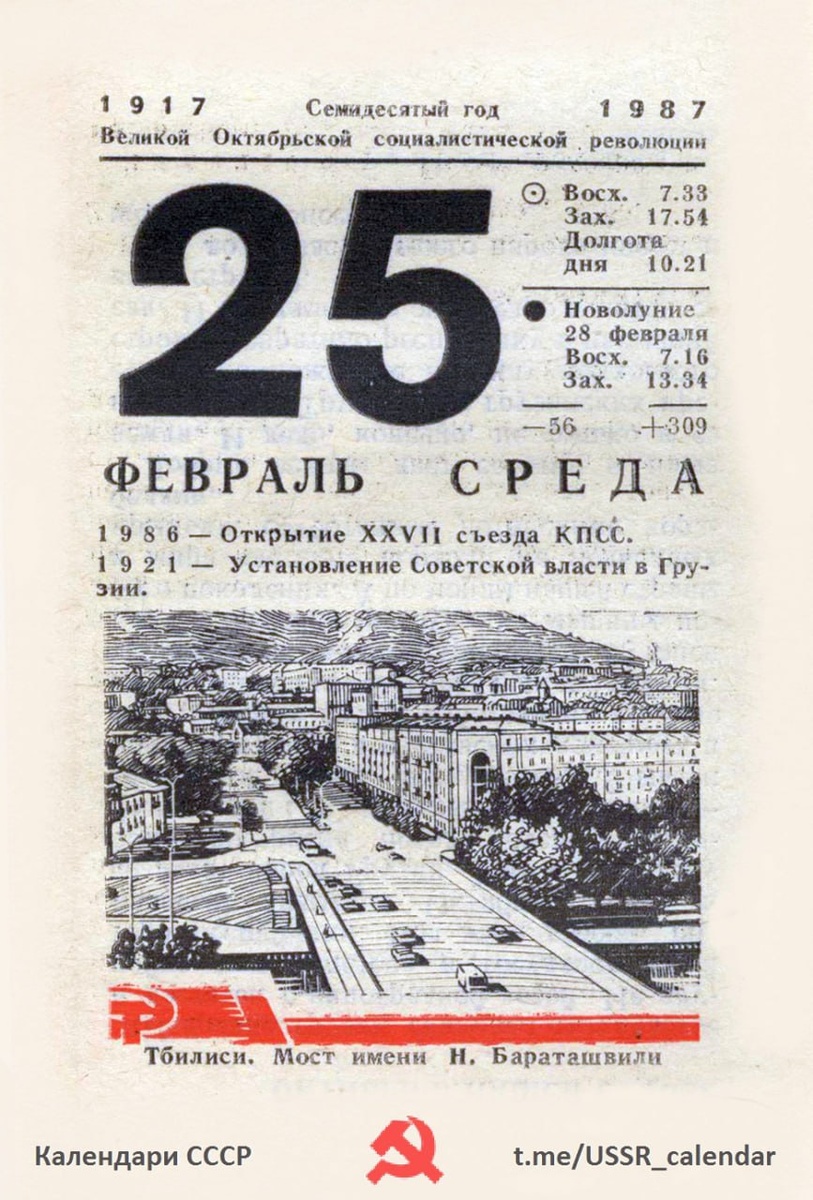 1917 Семидесятый год 1987
Великой Октябрьской социалистической революции
25
Восх. 7.33
Зах. 17.54
Долгота
дня 10.21
Новолуние
28 февраля
Восх. 7.16
Зах. 13.34
—56 +309
ФЕВРАЛЬ СРЕДА
1986 — Открытие XXVII съезда КПСС.
1921 — Установление Советской власти в Гру-
зии.
Тбилиси. Мост имени Н. Бараташвили
Календари СССР t.me/USSR_calendar